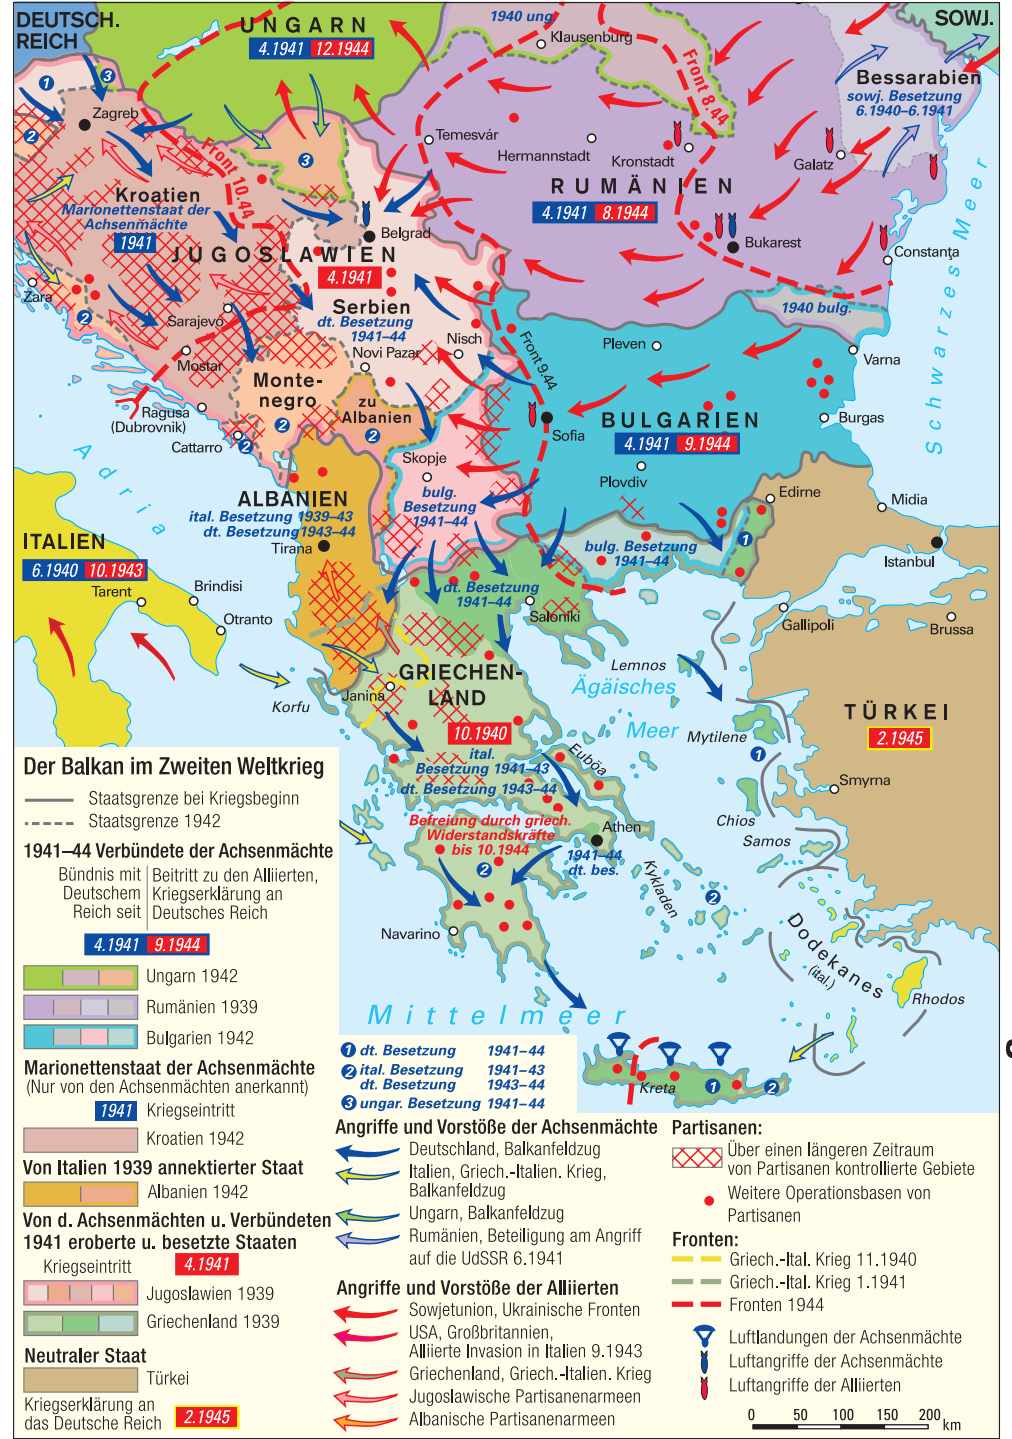 DEUTSCH.
REICH
UNGARN
4.1941 12.1944
1940 ung.
Klausenburg
SOWJ.
Bessarabien
sowj. Besetzung
6.1940–6.1941
1
3
2
Zagreb
Front 8.44
Temesvár
Hermannstadt
Kronstadt
Galatz
3
Front 10.44
Kroatien
Marionettenstaat der
Achsenmächte
1941
RUMÄNIEN
4.1941 8.1944
Belgrad
Bukarest
Constanţa
Schwarzes Meer
JUGOSLAWIEN
4.1941
Zara
2
Sarajevo
Serbien
dt. Besetzung
1941–44
Novi Pazar
Nisch
Front 9.44
1940 bulg.
Pleven
Varna
Mostar
Monte-
negro
2
zu
Albanien
2
Ragusa
(Dubrovnik)
Cattarro
2
BULGARIEN
4.1941 9.1944
Sofia
Burgas
Adria
Skopje
Plovdiv
Edirne
Midia
ALBANIEN
ital. Besetzung 1939–43
dt. Besetzung 1943–44
Tirana
bulg.
Besetzung
1941–44
ITALIEN
6.1940 10.1943
Tarent
Brindisi
Otranto
bulg. Besetzung
1941–44
1
Istanbul
dt. Besetzung
1941–44
Saloniki
Gallipoli
Brussa
Korfu
Janina
GRIECHEN-
LAND
10.1940
Lemnos
Ägäisches
Meer
Mytilene
1
TÜRKEI
2.1945
ital.
Besetzung 1941–43
dt. Besetzung 1943–44
Euböa
Smyrna
Befreiung durch griech.
Widerstandskräfte
bis 10.1944
2
Athen
1941–44
dt. bes.
Chios
Samos
Kykladen
2
Navarino
Dodekanes
(ital.)
Rhodos
Mittelmeer
Kreta
1
2
Der Balkan im Zweiten Weltkrieg
Staatsgrenze bei Kriegsbeginn
Staatsgrenze 1942
1941–44 Verbündete der Achsenmächte
Bündnis mit
Deutschem
Reich seit
Beitritt zu den Alliierten,
Kriegserklärung an
Deutsches Reich
4.1941 9.1944
Ungarn 1942
Rumänien 1939
Bulgarien 1942
Marionettenstaat der Achsenmächte
(Nur von den Achsenmächten anerkannt)
1941 Kriegseintritt
Kroatien 1942
Von Italien 1939 annektierter Staat
Albanien 1942
Von d. Achsenmächten u. Verbündeten
1941 eroberte u. besetzte Staaten
Kriegseintritt 4.1941
Jugoslawien 1939
Griechenland 1939
Neutraler Staat
Türkei
Kriegserklärung an
das Deutsche Reich 2.1945
1 dt. Besetzung 1941–44
2 ital. Besetzung 1941–43
dt. Besetzung 1943–44
3 ungar. Besetzung 1941–44
Angriffe und Vorstöße der Achsenmächte
Deutschland, Balkanfeldzug
Italien, Griech.-Italien. Krieg,
Balkanfeldzug
Ungarn, Balkanfeldzug
Rumänien, Beteiligung am Angriff
auf die UdSSR 6.1941
Angriffe und Vorstöße der Alliierten
Sowjetunion, Ukrainische Fronten
USA, Großbritannien,
Alliierte Invasion in Italien 9.1943
Griechenland, Griech.-Italien. Krieg
Jugoslawische Partisanenarmeen
Albanische Partisanenarmeen
Partisanen:
Über einen längeren Zeitraum
von Partisanen kontrollierte Gebiete
Weitere Operationsbasen von
Partisanen
Fronten:
Griech.-Ital. Krieg 11.1940
Griech.-Ital. Krieg 1.1941
Fronten 1944
Luftlandungen der Achsenmächte
Luftangriffe der Achsenmächte
Luftangriffe der Alliierten
0 50 100 150 200 km